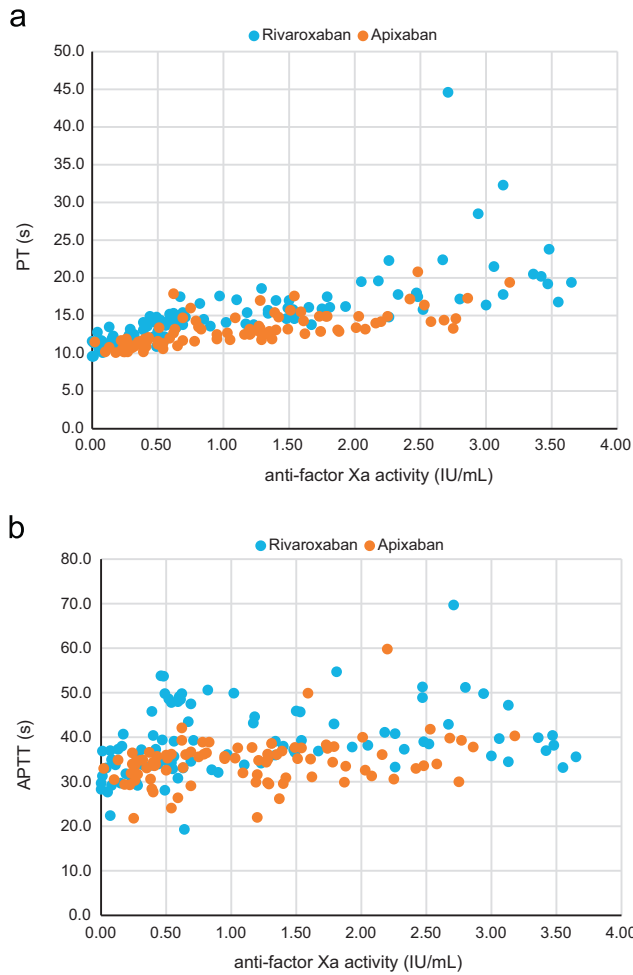 a
Rivaroxaban Apixaban
50.0
45.0
40.0
35.0
30.0
25.0
20.0
15.0
10.0
5.0
0.0
PT (s)
0.00 0.50 1.00 1.50 2.00 2.50 3.00 3.50 4.00
anti-factor Xa activity (IU/mL)
b
Rivaroxaban Apixaban
80.0
70.0
60.0
50.0
40.0
30.0
20.0
10.0
0.0
APTT (s)
0.00 0.50 1.00 1.50 2.00 2.50 3.00 3.50 4.00
anti-factor Xa activity (IU/mL)